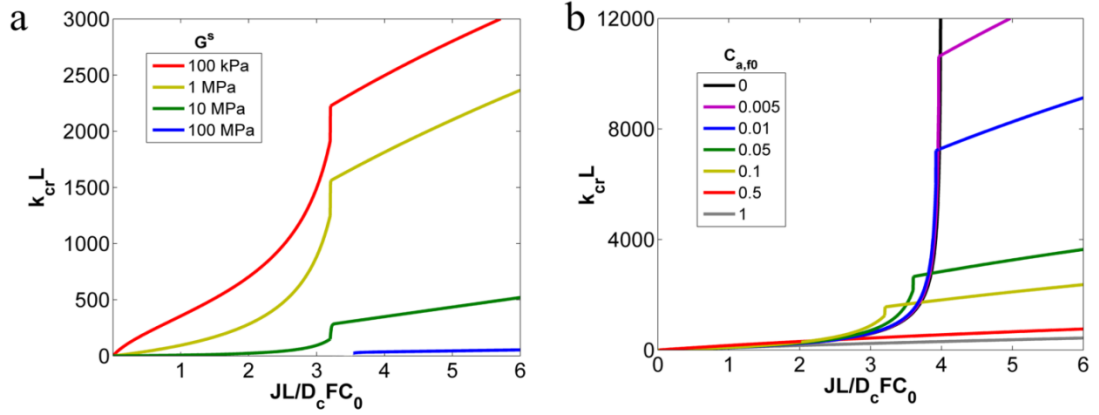 a
3000
2500
2000
1500
1000
500
0
k_cr L
G^s
100 kPa
1 MPa
10 MPa
100 MPa
1 2 3 4 5 6
JL/D_cFC_0
b
12000
8000
4000
0
k_cr L
C_a,f0
0
0.005
0.01
0.05
0.1
0.5
1
0 1 2 3 4 5 6
JL/D_cFC_0